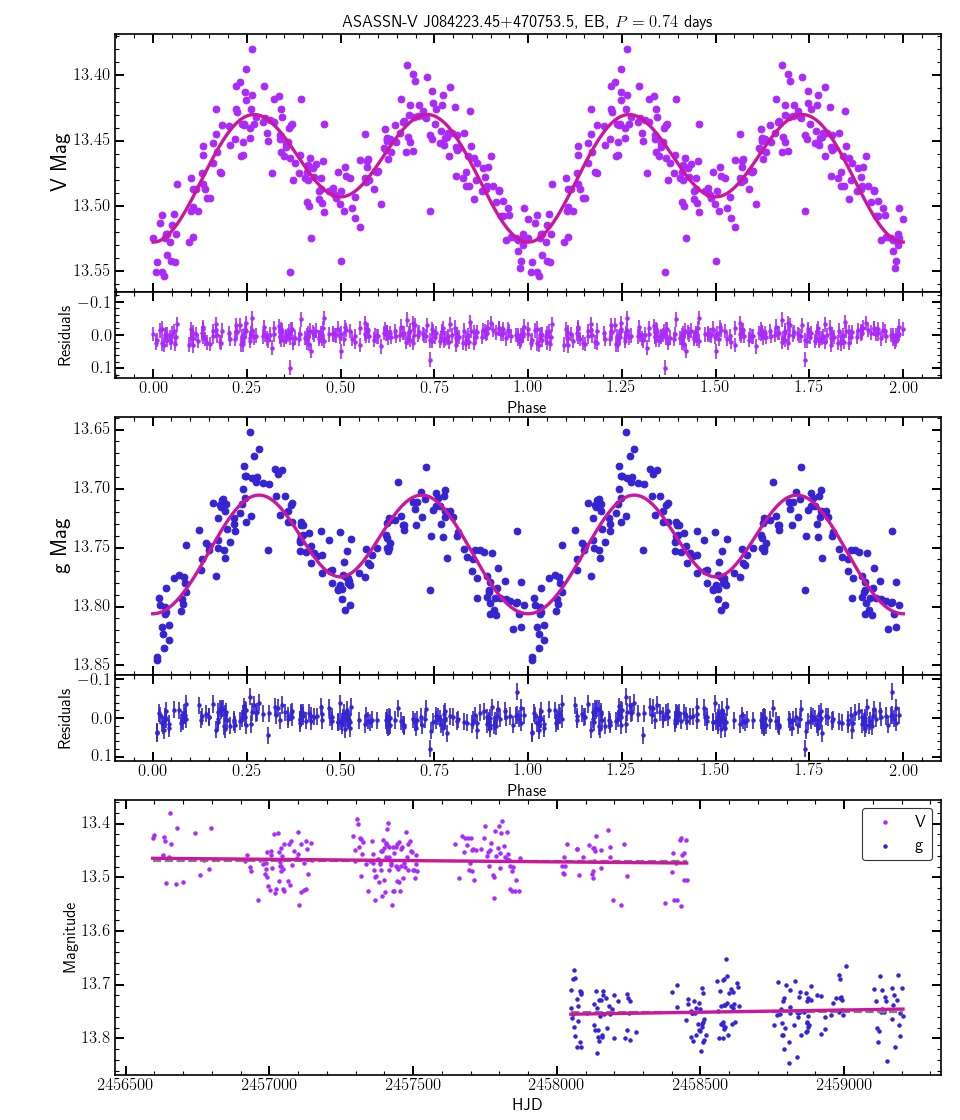 ASASSN-V J084223.45+470753.5, EB, P = 0.74 days
13.40
13.45
13.50
13.55
V Mag
−0.1
0.0
0.1
Residuals
0.00 0.25 0.50 0.75 1.00 1.25 1.50 1.75 2.00
Phase
13.65
13.70
13.75
13.80
13.85
g Mag
−0.1
0.0
0.1
Residuals
0.00 0.25 0.50 0.75 1.00 1.25 1.50 1.75 2.00
Phase
13.4
13.5
13.6
13.7
13.8
Magnitude
V
g
2456500 2457000 2457500 2458000 2458500 2459000
HJD